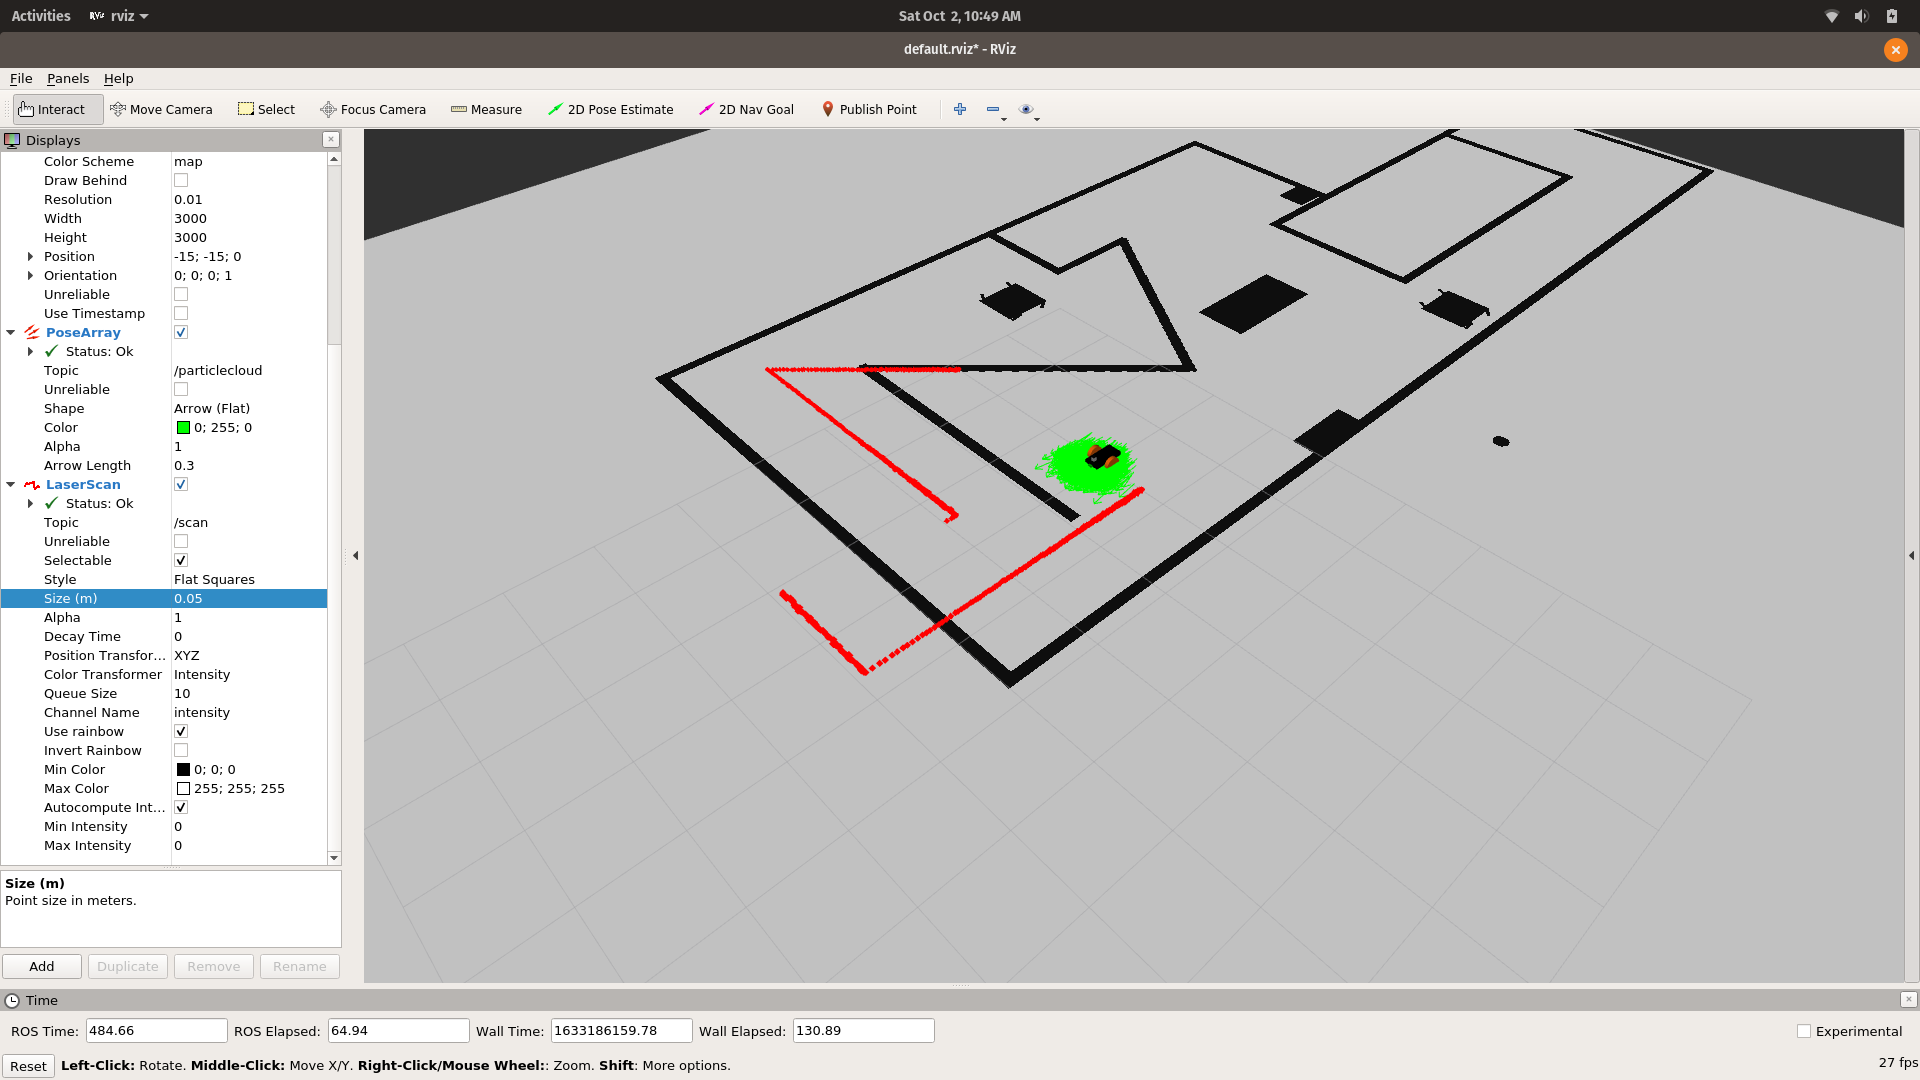 Activities RViz rviz Sat Oct 2, 10:49 AM
default.rviz* - RViz
File Panels Help
Interact Move Camera Select Focus Camera Measure 2D Pose Estimate 2D Nav Goal Publish Point
Displays
Color Scheme map
Draw Behind
Resolution 0.01
Width 3000
Height 3000
Position -15; -15; 0
Orientation 0; 0; 0; 1
Unreliable
Use Timestamp
PoseArray
Status: Ok
Topic /particlecloud
Unreliable
Shape Arrow (Flat)
Color 0; 255; 0
Alpha 1
Arrow Length 0.3
LaserScan
Status: Ok
Topic /scan
Unreliable
Selectable
Style Flat Squares
Size (m) 0.05
Alpha 1
Decay Time 0
Position Transfor... XYZ
Color Transformer Intensity
Queue Size 10
Channel Name intensity
Use rainbow
Invert Rainbow
Min Color 0; 0; 0
Max Color 255; 255; 255
Autocompute Int...
Min Intensity 0
Max Intensity 0
Size (m)
Point size in meters.
Add Duplicate Remove Rename
Time
ROS Time: 484.66 ROS Elapsed: 64.94 Wall Time: 1633186159.78 Wall Elapsed: 130.89 Experimental
Reset Left-Click: Rotate. Middle-Click: Move X/Y. Right-Click/Mouse Wheel:: Zoom. Shift: More options. 27 fps